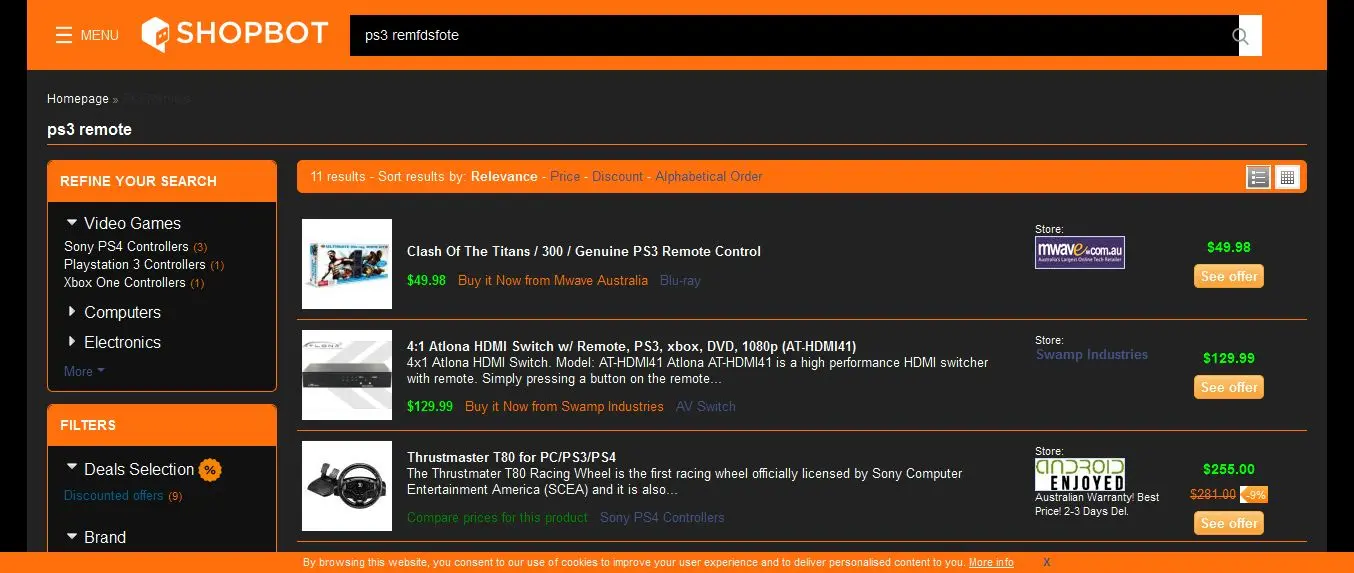 MENU
SHOPBOT
ps3 remfdsfote
Homepage »
ps3 remote
REFINE YOUR SEARCH
Video Games
Sony PS4 Controllers (3)
Playstation 3 Controllers (1)
Xbox One Controllers (1)
Computers
Electronics
More
FILTERS
Deals Selection %
Discounted offers (9)
Brand
11 results - Sort results by: Relevance - Price - Discount - Alphabetical Order
Clash Of The Titans / 300 / Genuine PS3 Remote Control
$49.98 Buy it Now from Mwave Australia Blu-ray
Store:
mwave.com.au
Australia's Largest Online Tech Retailer
$49.98
See offer
4:1 Atlona HDMI Switch w/ Remote, PS3, xbox, DVD, 1080p (AT-HDMI41)
4x1 Atlona HDMI Switch. Model: AT-HDMI41 Atlona AT-HDMI41 is a high performance HDMI switcher
with remote. Simply pressing a button on the remote...
$129.99 Buy it Now from Swamp Industries AV Switch
Store:
Swamp Industries
$129.99
See offer
Thrustmaster T80 for PC/PS3/PS4
The Thrustmater T80 Racing Wheel is the first racing wheel officially licensed by Sony Computer
Entertainment America (SCEA) and it is also...
Compare prices for this product Sony PS4 Controllers
Store:
ANDROID
ENJOYED
Australian Warranty! Best
Price! 2-3 Days Del.
$255.00
$281.00 -9%
See offer
By browsing this website, you consent to our use of cookies to improve your user experience and to deliver personalised content to you. More info X